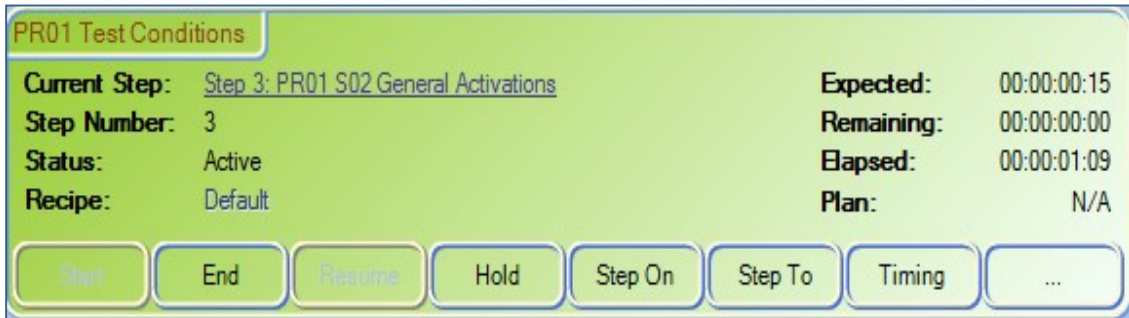 PR01 Test Conditions
Current Step: Step 3: PR01 S02 General Activations Expected: 00:00:00:15
Step Number: 3 Remaining: 00:00:00:00
Status: Active Elapsed: 00:00:01:09
Recipe: Default Plan: N/A
Start End Resume Hold Step On Step To Timing ...